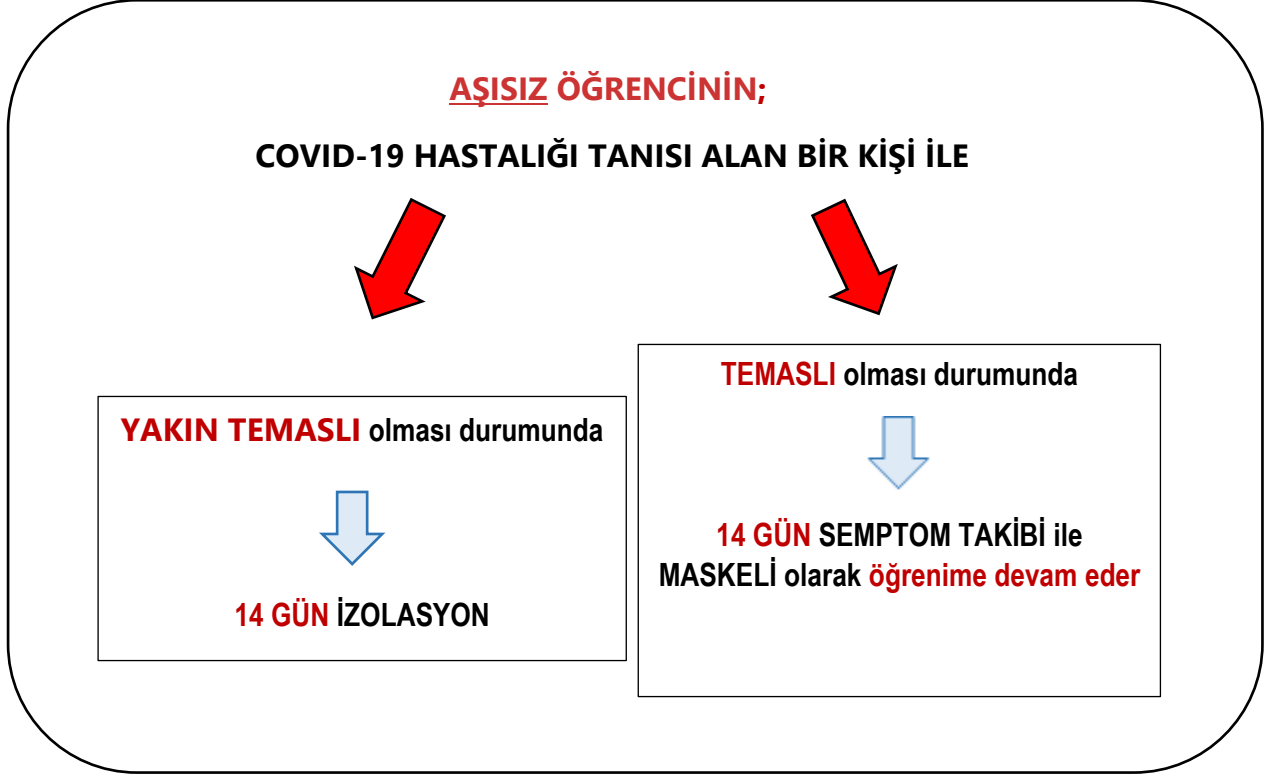 AŞISIZ ÖĞRENCİNİN;
COVID-19 HASTALIĞI TANISI ALAN BİR KİŞİ İLE
YAKIN TEMASLI olması durumunda
14 GÜN İZOLASYON
TEMASLI olması durumunda
14 GÜN SEMPTOM TAKİBİ ile
MASKELİ olarak öğrenime devam eder